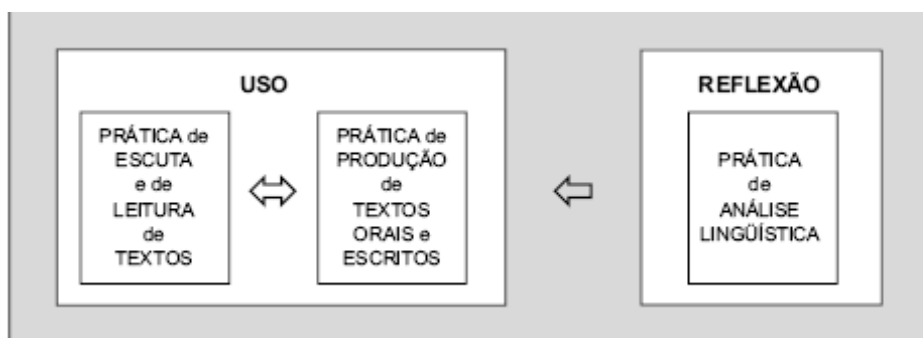 USO
PRÁTICA de
ESCUTA
e de
LEITURA
de
TEXTOS
PRÁTICA de
PRODUÇÃO
de
TEXTOS
ORAIS e
ESCRITOS
REFLEXÃO
PRÁTICA
de
ANÁLISE
LINGÜÍSTICA